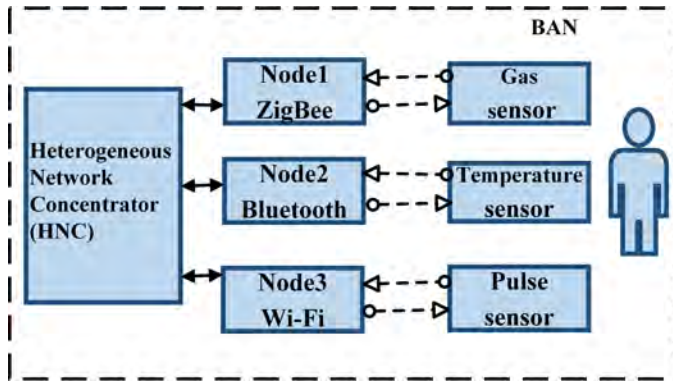 BAN
Heterogeneous
Network
Concentrator
(HNC)
Node1
ZigBee
Gas
sensor
Node2
Bluetooth
Temperature
sensor
Node3
Wi-Fi
Pulse
sensor